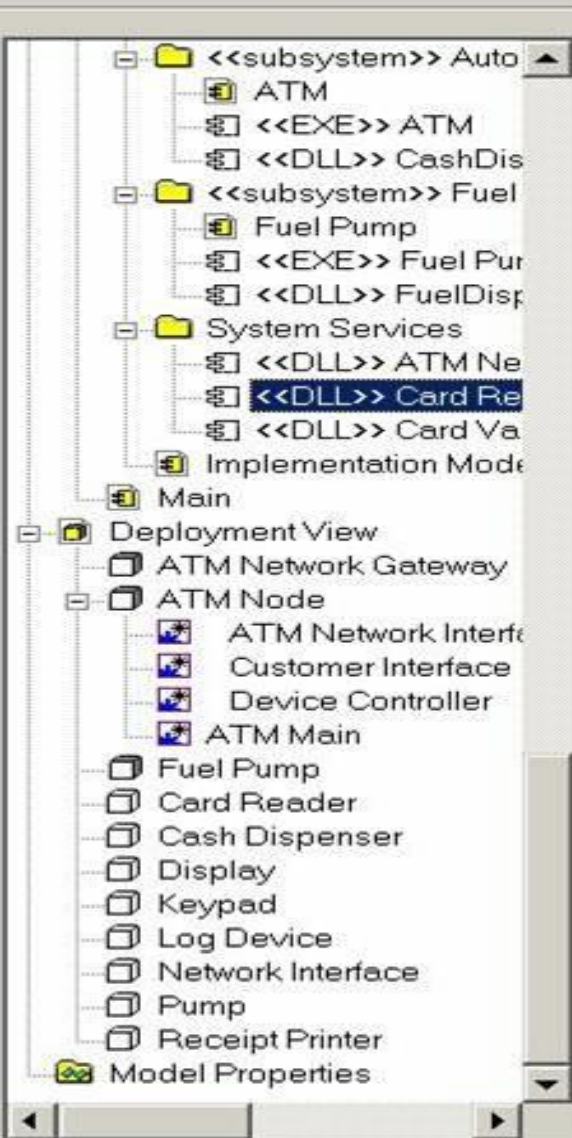 <<subsystem>> Auto
ATM
<<EXE>> ATM
<<DLL>> CashDis
<<subsystem>> Fuel
Fuel Pump
<<EXE>> Fuel Pur
<<DLL>> FuelDisp
System Services
<<DLL>> ATM Ne
<<DLL>> Card Re
<<DLL>> Card Va
Implementation Mode
Main
Deployment View
ATM Network Gateway
ATM Node
ATM Network Interfa
Customer Interface
Device Controller
ATM Main
Fuel Pump
Card Reader
Cash Dispenser
Display
Keypad
Log Device
Network Interface
Pump
Receipt Printer
Model Properties